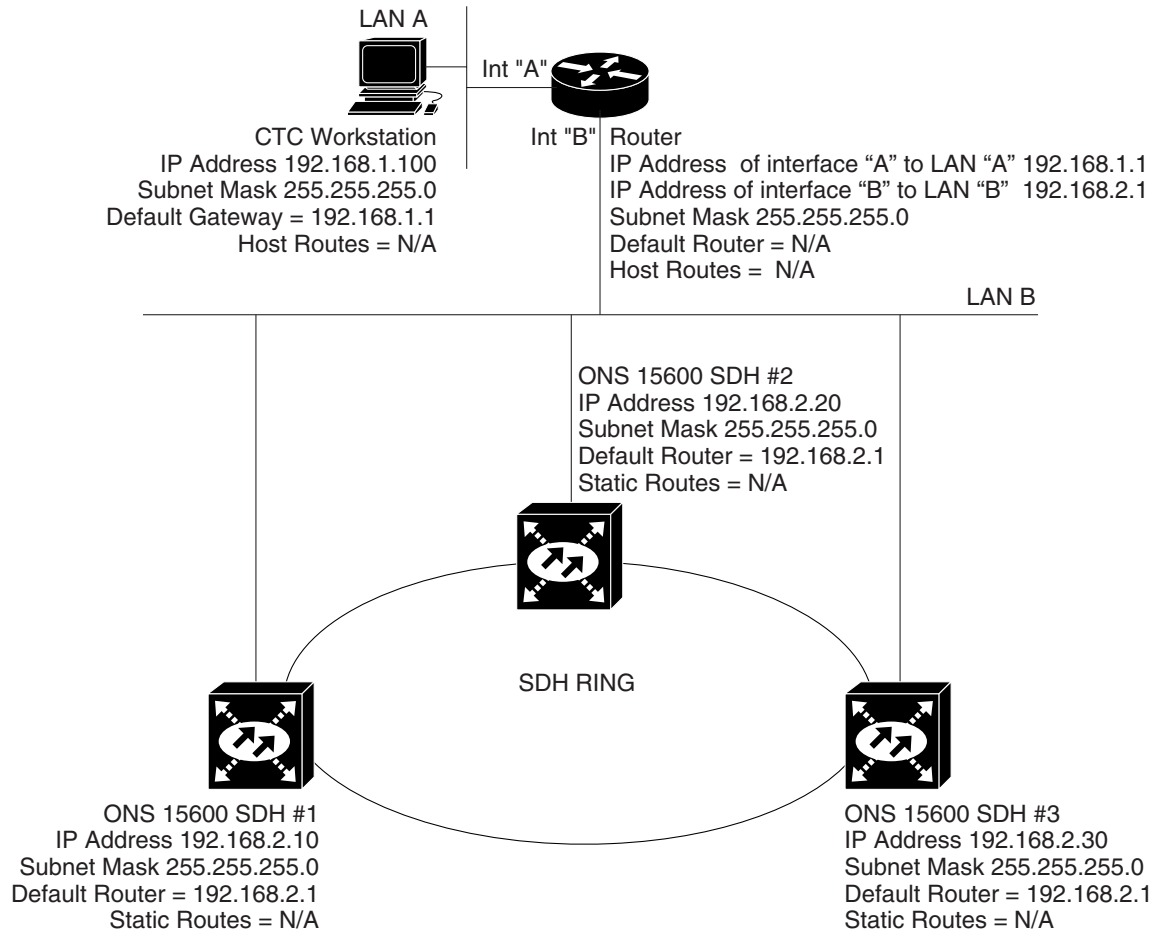 LAN A
Int "A"
CTC Workstation
IP Address 192.168.1.100
Subnet Mask 255.255.255.0
Default Gateway = 192.168.1.1
Host Routes = N/A
Int "B"
Router
IP Address of interface “A” to LAN “A” 192.168.1.1
IP Address of interface “B” to LAN “B” 192.168.2.1
Subnet Mask 255.255.255.0
Default Router = N/A
Host Routes = N/A
LAN B
ONS 15600 SDH #2
IP Address 192.168.2.20
Subnet Mask 255.255.255.0
Default Router = 192.168.2.1
Static Routes = N/A
SDH RING
ONS 15600 SDH #1
IP Address 192.168.2.10
Subnet Mask 255.255.255.0
Default Router = 192.168.2.1
Static Routes = N/A
ONS 15600 SDH #3
IP Address 192.168.2.30
Subnet Mask 255.255.255.0
Default Router = 192.168.2.1
Static Routes = N/A